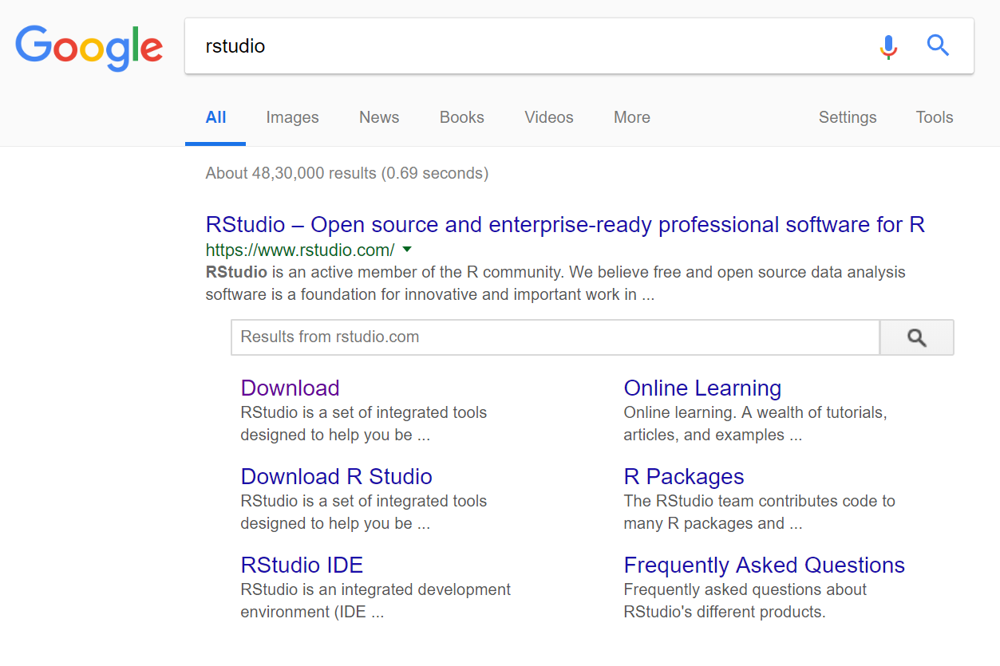 Google
rstudio
All Images News Books Videos More Settings Tools
About 48,30,000 results (0.69 seconds)
RStudio – Open source and enterprise-ready professional software for R
https://www.rstudio.com/
RStudio is an active member of the R community. We believe free and open source data analysis
software is a foundation for innovative and important work in ...
Results from rstudio.com
Download
RStudio is a set of integrated tools
designed to help you be ...
Online Learning
Online learning. A wealth of tutorials,
articles, and examples ...
Download R Studio
RStudio is a set of integrated tools
designed to help you be ...
R Packages
The RStudio team contributes code to
many R packages and ...
RStudio IDE
RStudio is an integrated development
environment (IDE ...
Frequently Asked Questions
Frequently asked questions about
RStudio's different products.